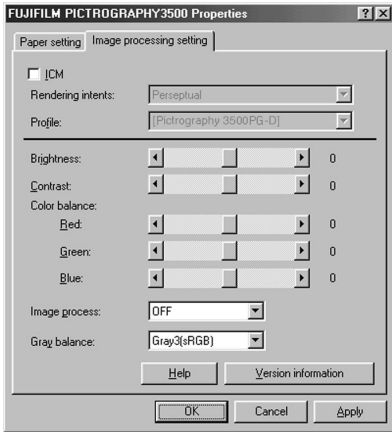 FUJIFILM PICTROGRAPHY3500 Properties
Paper setting Image processing setting
ICM
Rendering intents: Perseptual
Profile: [Pictrography 3500PG-D]
Brightness: 0
Contrast: 0
Color balance:
Red: 0
Green: 0
Blue: 0
Image process: OFF
Gray balance: Gray3(sRGB)
Help Version information
OK Cancel Apply